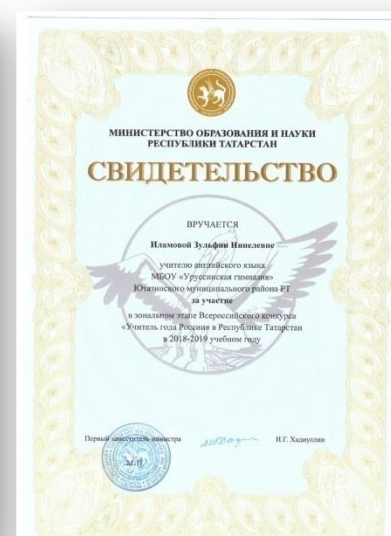 МИНИСТЕРСТВО ОБРАЗОВАНИЯ И НАУКИ
РЕСПУБЛИКИ ТАТАРСТАН
СВИДЕТЕЛЬСТВО
ВРУЧАЕТСЯ
Иламовой Зульфии Нинелевне
учителю английского языка
МБОУ «Уруссинская гимназия»
Ютазинского муниципального района РТ
за участие
в зональном этапе Всероссийского конкурса
«Учитель года России» в Республике Татарстан
в 2018-2019 учебном году
Первый заместитель министра И.Г. Хадиуллин
М.П.